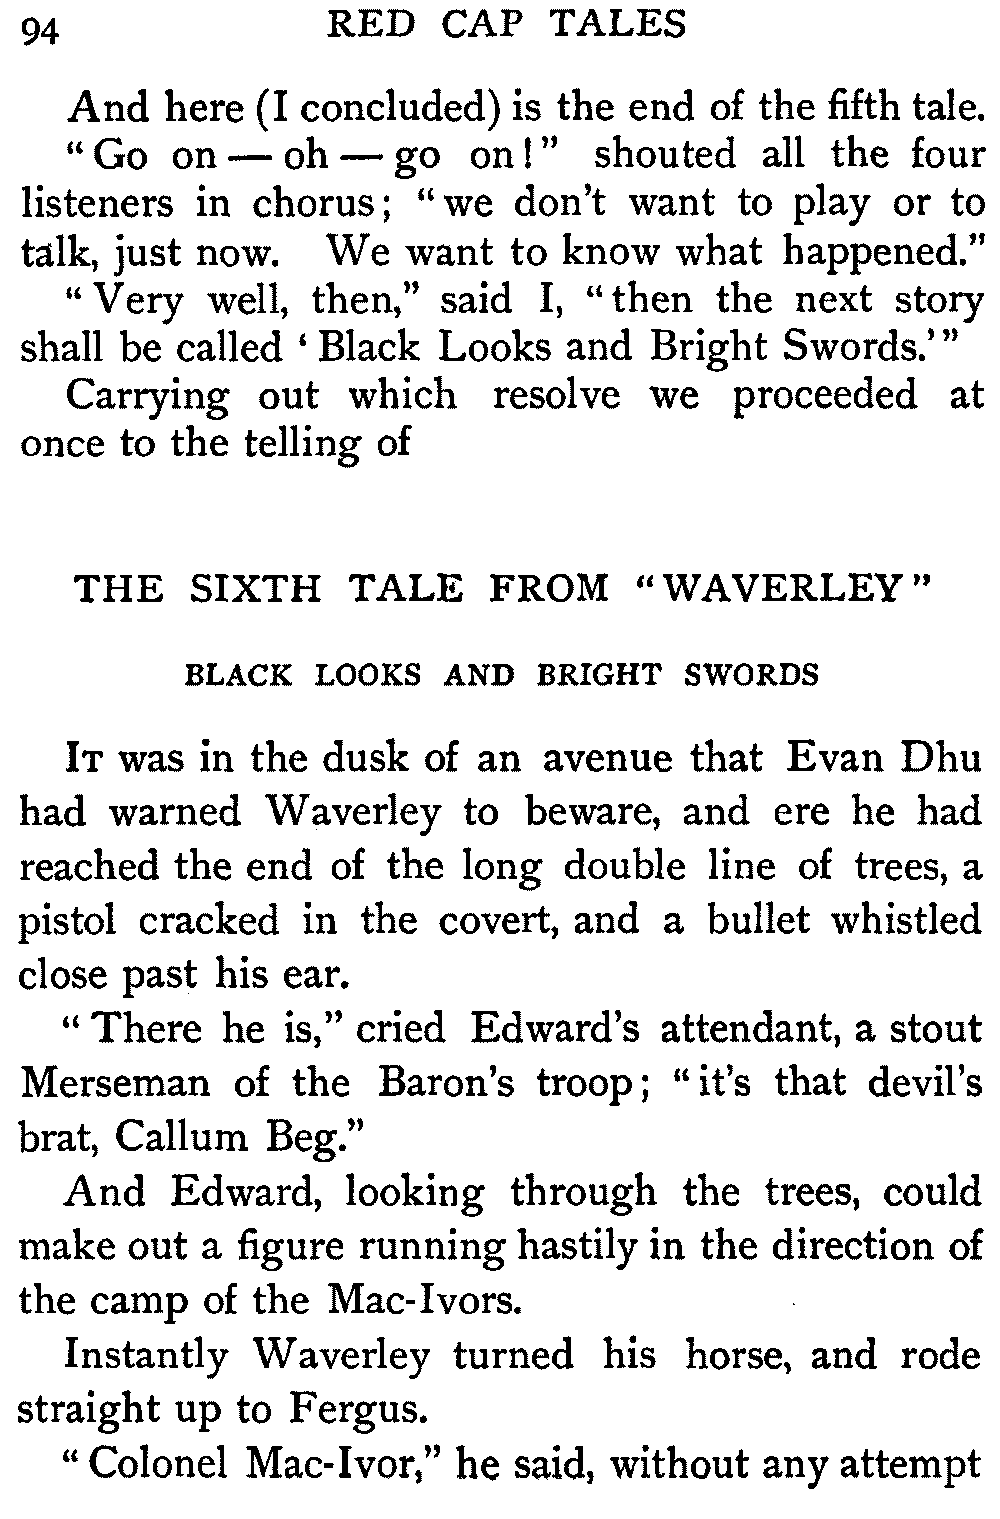 94 RED CAP TALES
And here (I concluded) is the end of the fifth tale.
“Go on — oh — go on!” shouted all the four
listeners in chorus; “we don’t want to play or to
talk, just now. We want to know what happened.”
“Very well, then,” said I, “then the next story
shall be called ‘Black Looks and Bright Swords.’”
Carrying out which resolve we proceeded at
once to the telling of
THE SIXTH TALE FROM “WAVERLEY”
BLACK LOOKS AND BRIGHT SWORDS
IT was in the dusk of an avenue that Evan Dhu
had warned Waverley to beware, and ere he had
reached the end of the long double line of trees, a
pistol cracked in the covert, and a bullet whistled
close past his ear.
“There he is,” cried Edward’s attendant, a stout
Merseman of the Baron’s troop; “it’s that devil’s
brat, Callum Beg.”
And Edward, looking through the trees, could
make out a figure running hastily in the direction of
the camp of the Mac-Ivors.
Instantly Waverley turned his horse, and rode
straight up to Fergus.
“Colonel Mac-Ivor,” he said, without any attempt